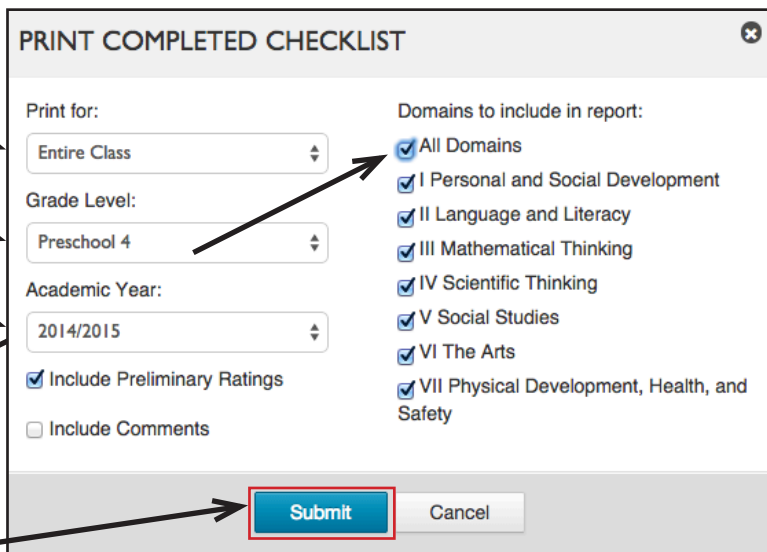 PRINT COMPLETED CHECKLIST
Print for:
Entire Class
Grade Level:
Preschool 4
Academic Year:
2014/2015
Include Preliminary Ratings
Include Comments
Domains to include in report:
All Domains
I Personal and Social Development
II Language and Literacy
III Mathematical Thinking
IV Scientific Thinking
V Social Studies
VI The Arts
VII Physical Development, Health, and
Safety
Submit
Cancel